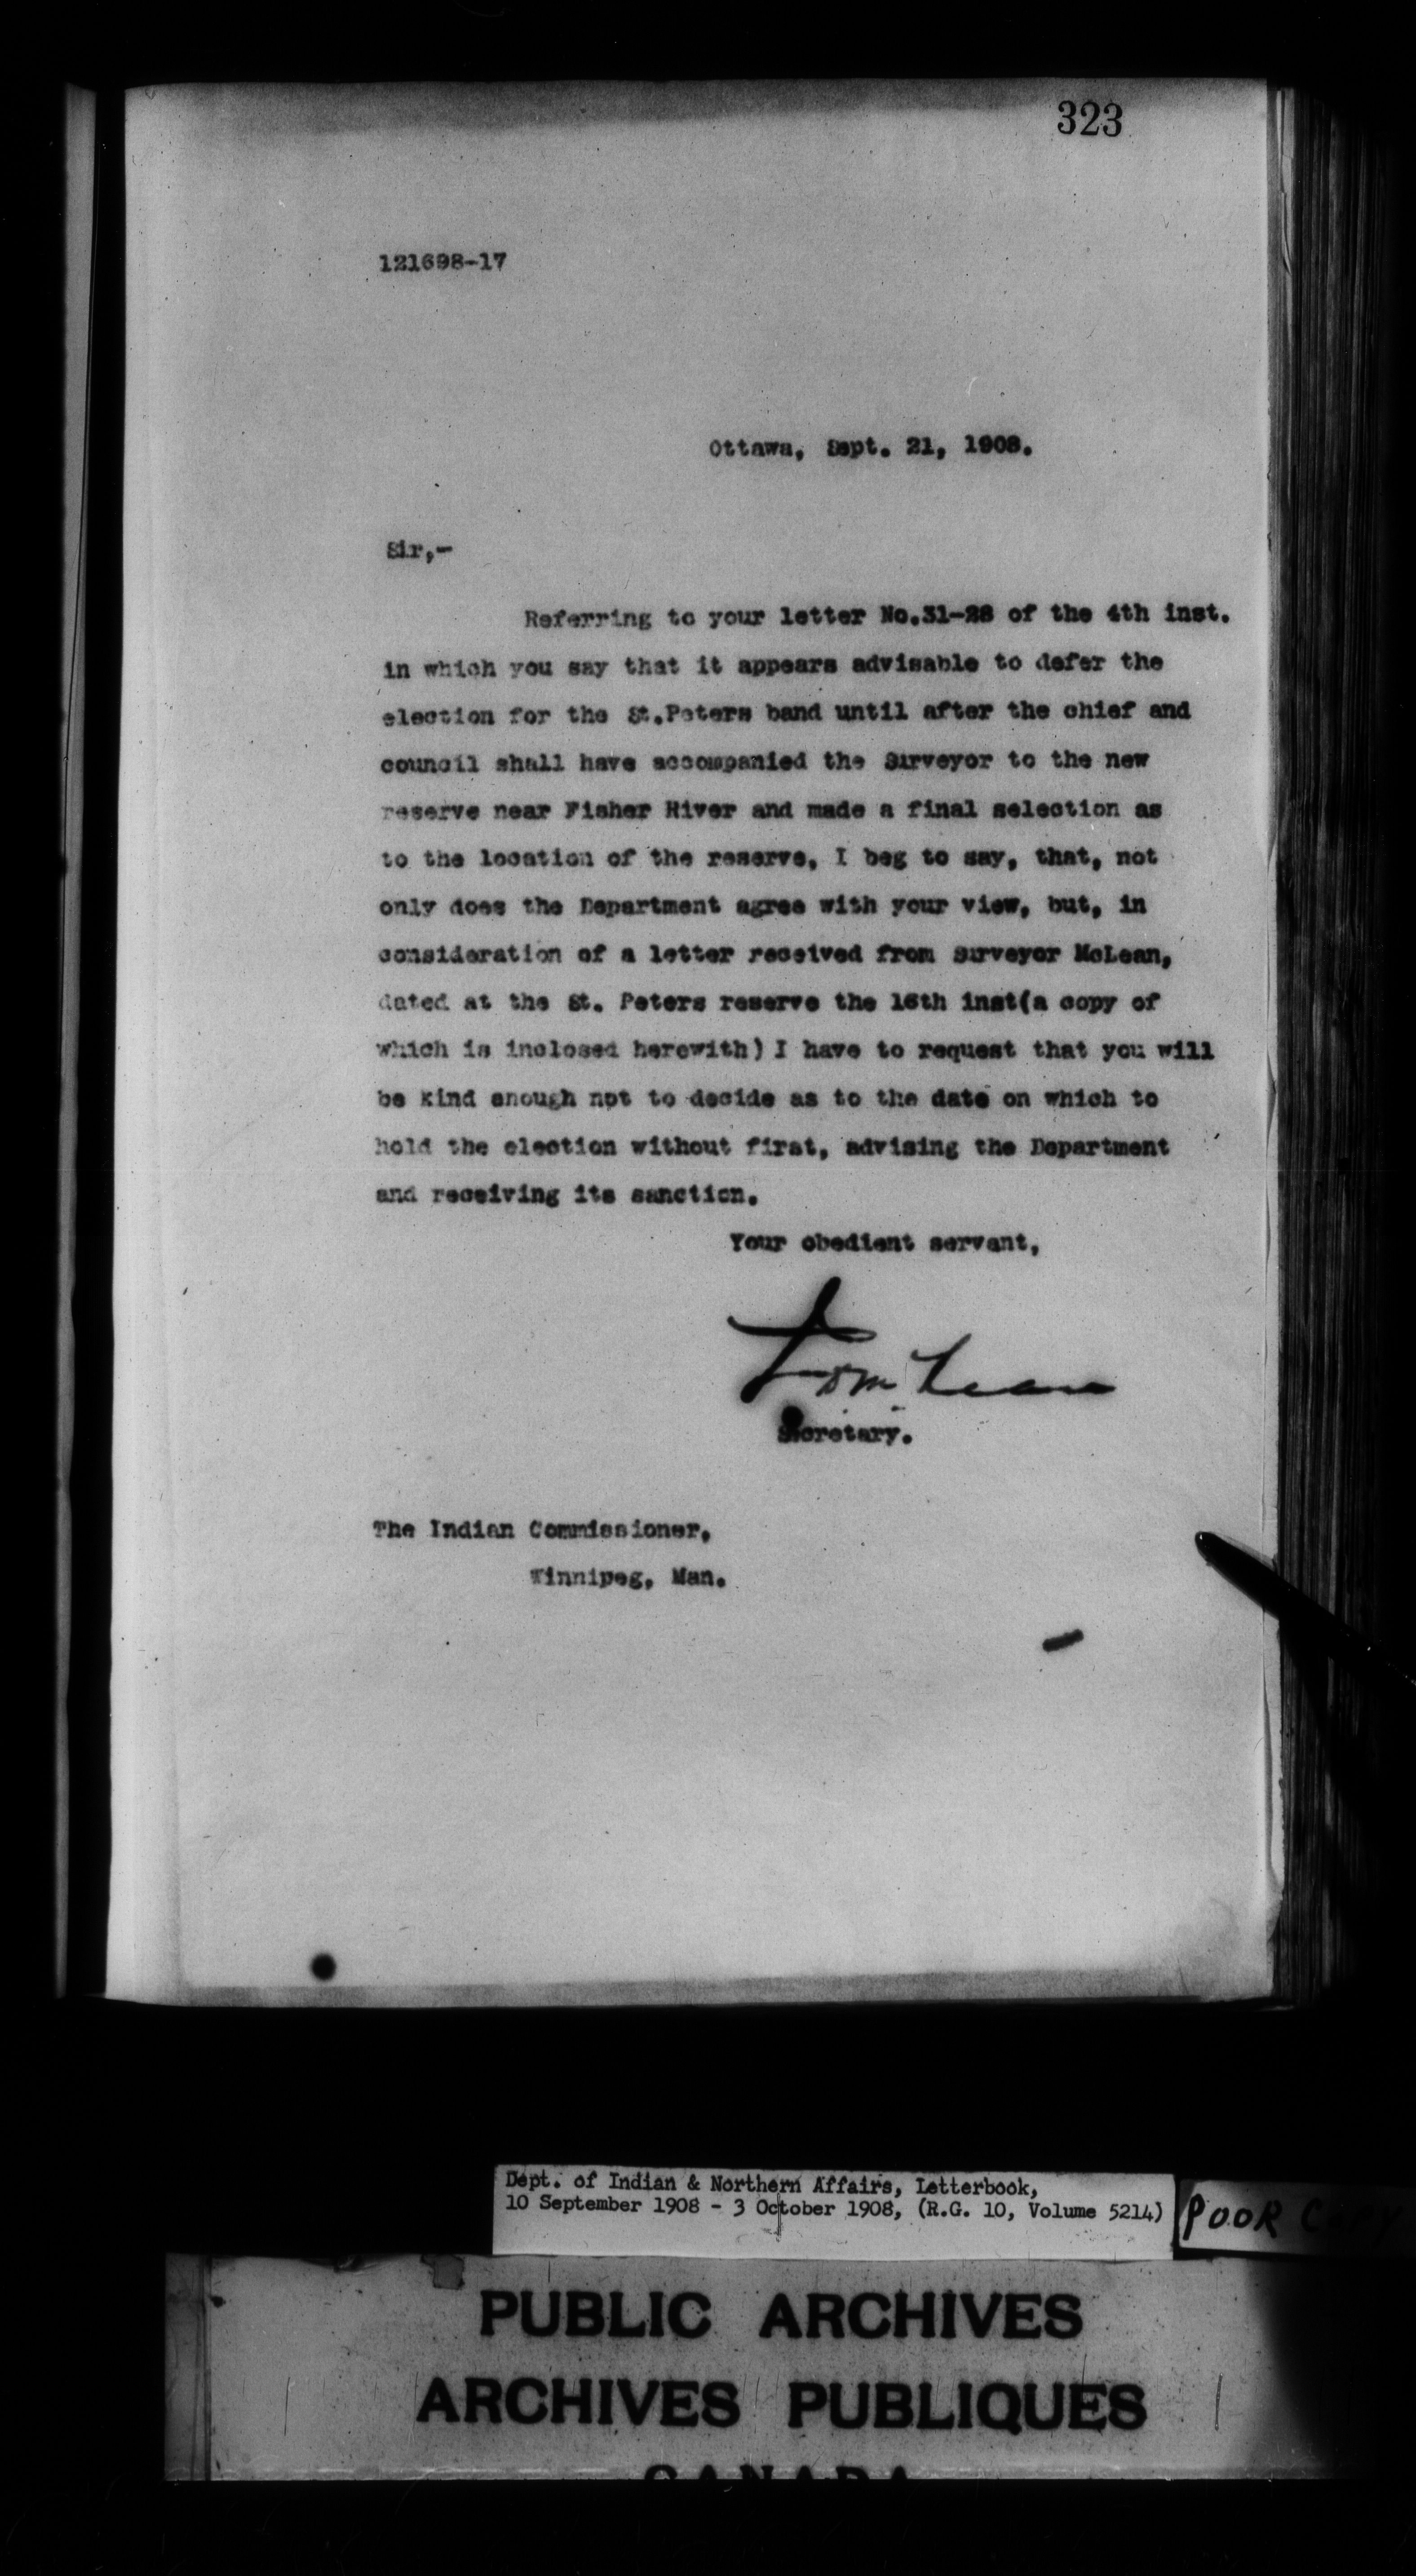 323
121698-17
Ottawa, Sept. 21, 1908.
Sir,-
Referring to your letter No.31-28 of the 4th inst.
in which you say that it appears advisable to defer the
election for the St.Peters band until after the chief and
council shall have accompanied the Surveyor to the new
reserve near Fisher River and made a final selection as
to the location of the reserve, I beg to say, that, not
only does the Department agree with your view, but, in
consideration of a letter received from Surveyor McLean,
dated at the St. Peters reserve the 16th inst(a copy of
which is inclosed herewith) I have to request that you will
be kind enough not to decide as to the date on which to
hold the election without first, advising the Department
and receiving its sanction.
Your obedient servant,
Secretary.
The Indian Commissioner,
Winnipeg, Man.
Dept. of Indian & Northern Affairs, Letterbook,
10 September 1908 - 3 October 1908, (R.G. 10, Volume 5214)
POOR COPY
PUBLIC ARCHIVES
ARCHIVES PUBLIQUES
CANADA